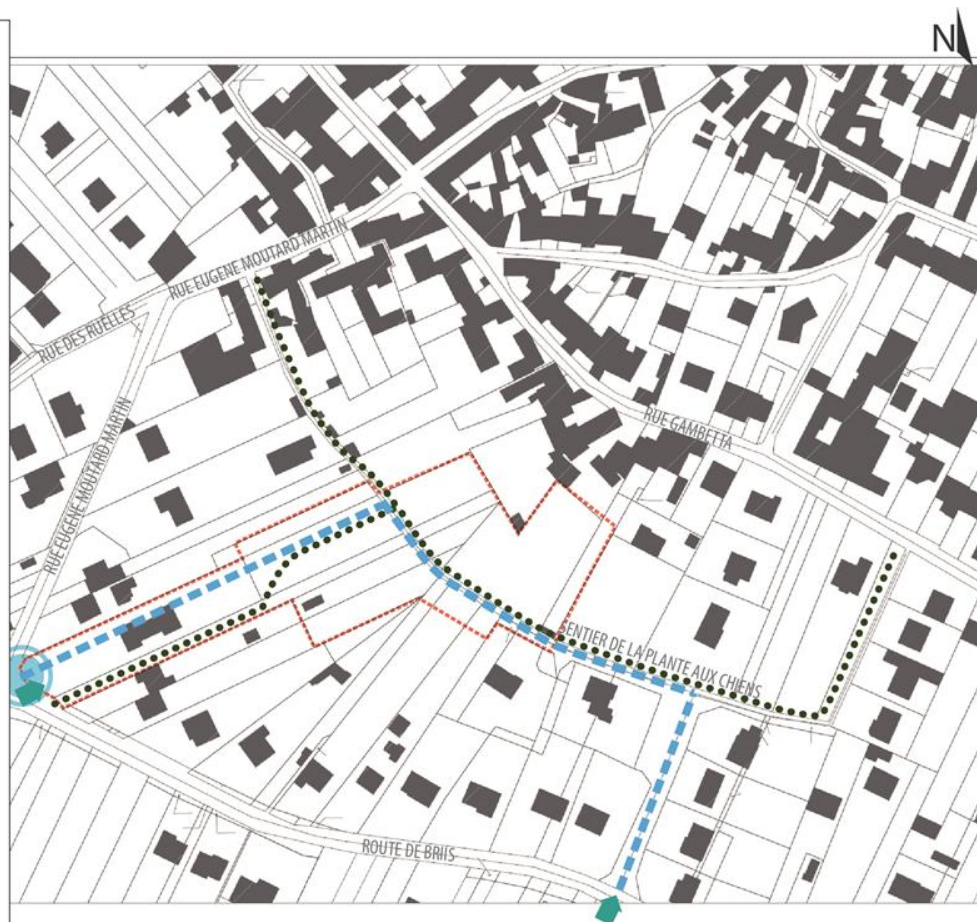 N
RUE EUGENE MOUTARD MARTIN
RUE DES RUELLES
RUE EUGENE MOUTARD MARTIN
RUE GAMBETTA
SENTIER DE LA PLANTE AUX CHIENS
ROUTE DE BRIIS